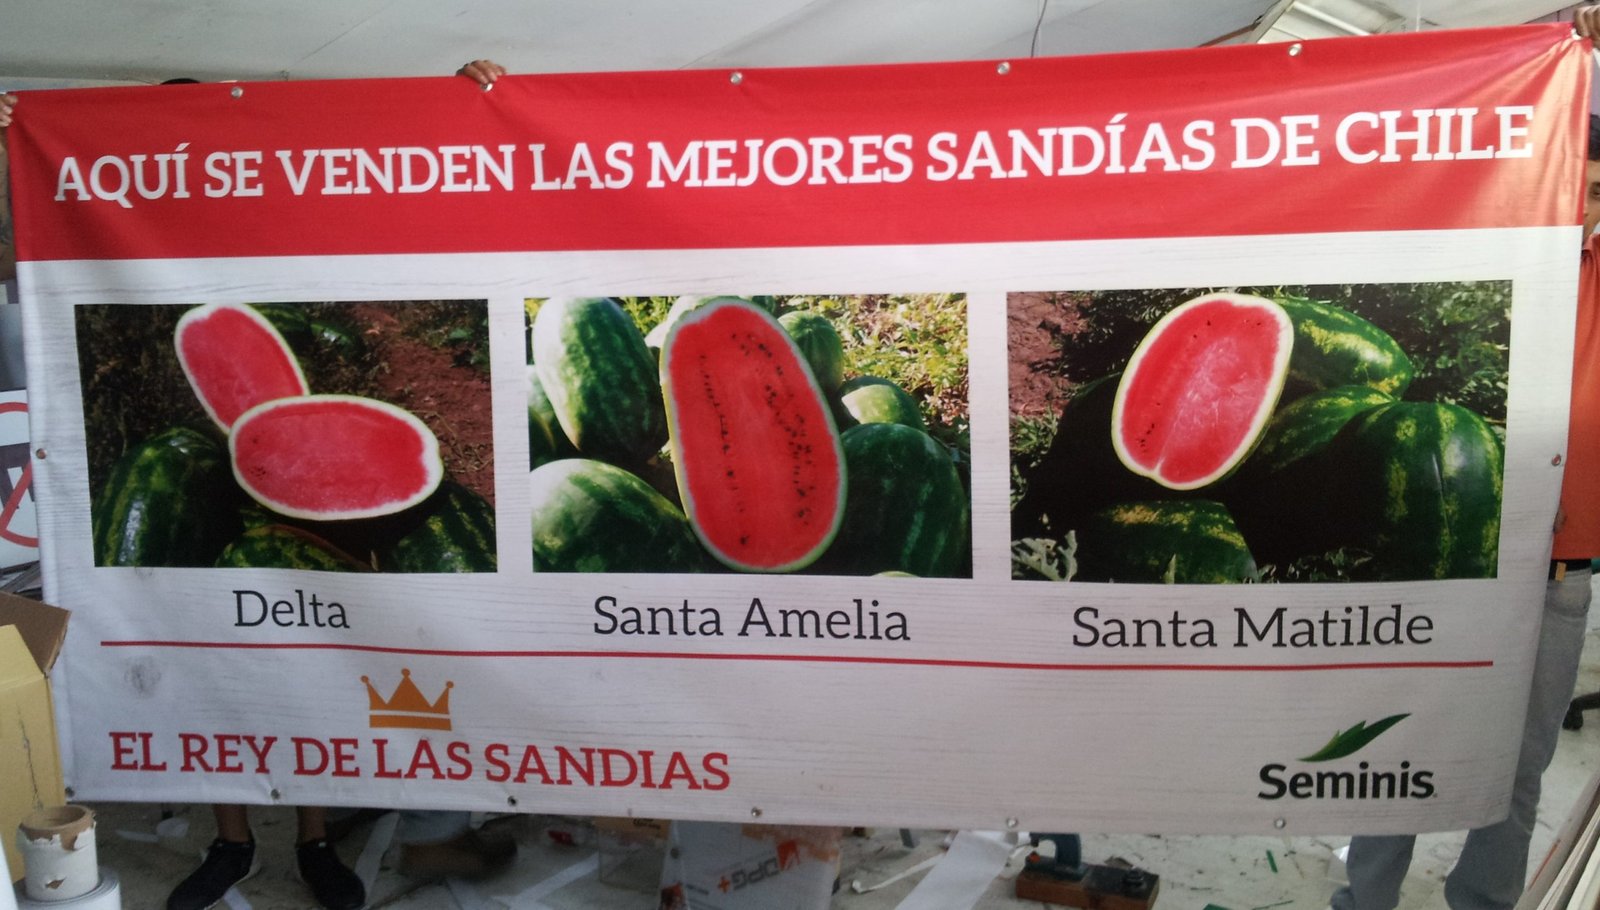 AQUÍ SE VENDEN LAS MEJORES SANDÍAS DE CHILE
Delta
Santa Amelia
Santa Matilde
EL REY DE LAS SANDIAS
Seminis
DPG+